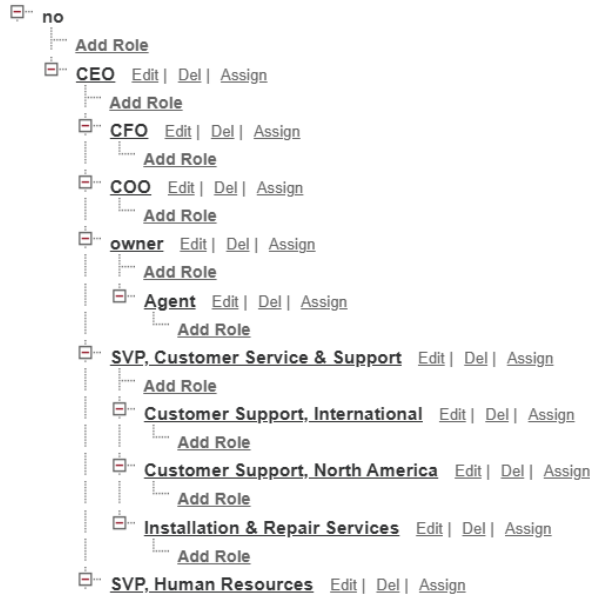 no
Add Role
CEO Edit | Del | Assign
Add Role
CFO Edit | Del | Assign
Add Role
COO Edit | Del | Assign
Add Role
owner Edit | Del | Assign
Add Role
Agent Edit | Del | Assign
Add Role
SVP, Customer Service & Support Edit | Del | Assign
Add Role
Customer Support, International Edit | Del | Assign
Add Role
Customer Support, North America Edit | Del | Assign
Add Role
Installation & Repair Services Edit | Del | Assign
Add Role
SVP, Human Resources Edit | Del | Assign